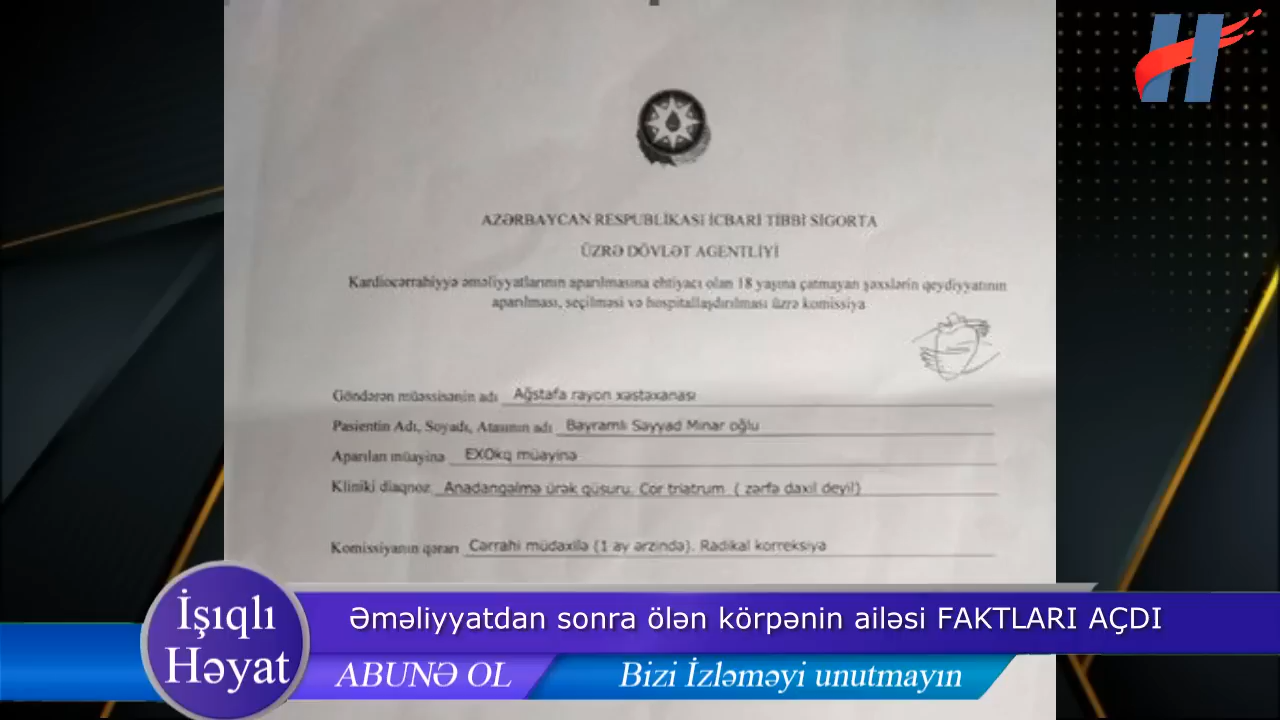 AZƏRBAYCAN RESPUBLİKASI İCBARİ TİBBİ SIGORTA
ÜZRƏ DÖVLƏT AGENTLİYİ
Kardiocərrahiyyə əməliyyatlarının aparılmasına ehtiyacı olan 18 yaşına çatmayan şəxslərin qeydiyyatının
aparılması, seçilməsi və hospitallaşdırılması üzrə komissiya
Göndərən müəssisənin adı Ağstafa rayon xəstəxanası
Pasientin Adı, Soyadı, Atasının adı Bayramlı Səyyad Minar oğlu
Aparılan müayinə EXOkq müayinə
Kliniki diaqnoz Anadangəlmə ürək qüsuru. Cor triatrum ( zərfə daxil deyil)
Komissiyanın qərarı Cərrahi müdaxilə (1 ay ərzində). Radikal korreksiya
İşıqlı
Həyat
Əməliyyatdan sonra ölən körpənin ailəsi FAKTLARI AÇDI
ABUNƏ OL
Bizi İzləməyi unutmayın
H